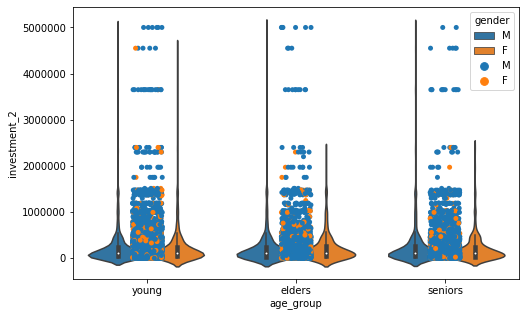 gender
M
F
M
F
5000000
4000000
3000000
2000000
1000000
0
investment_2
young
elders
seniors
age_group